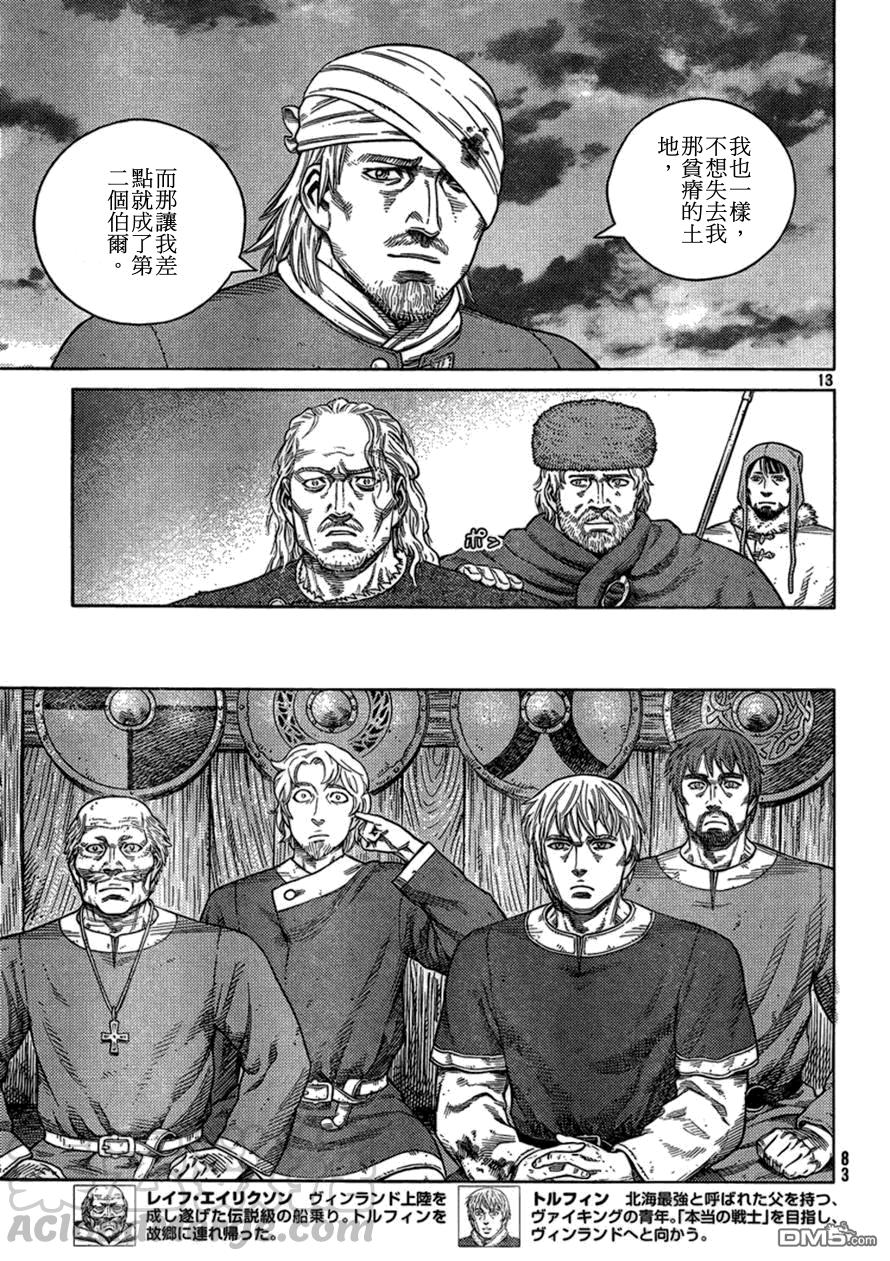 我也一樣，
不想失去我
那貧瘠的土
地，
而那讓我差
點就成了第
二個伯爾。
13
ポン
83
レイフ・エイリクソン　ヴィンランド上陸を
成し遂げた伝説級の船乗り。トルフィンを
故郷に連れ帰った。
トルフィン　北海最強と呼ばれた父を持つ、
ヴァイキングの青年。「本当の戦士」を目指し、
ヴィンランドへと向かう。
DM5.com